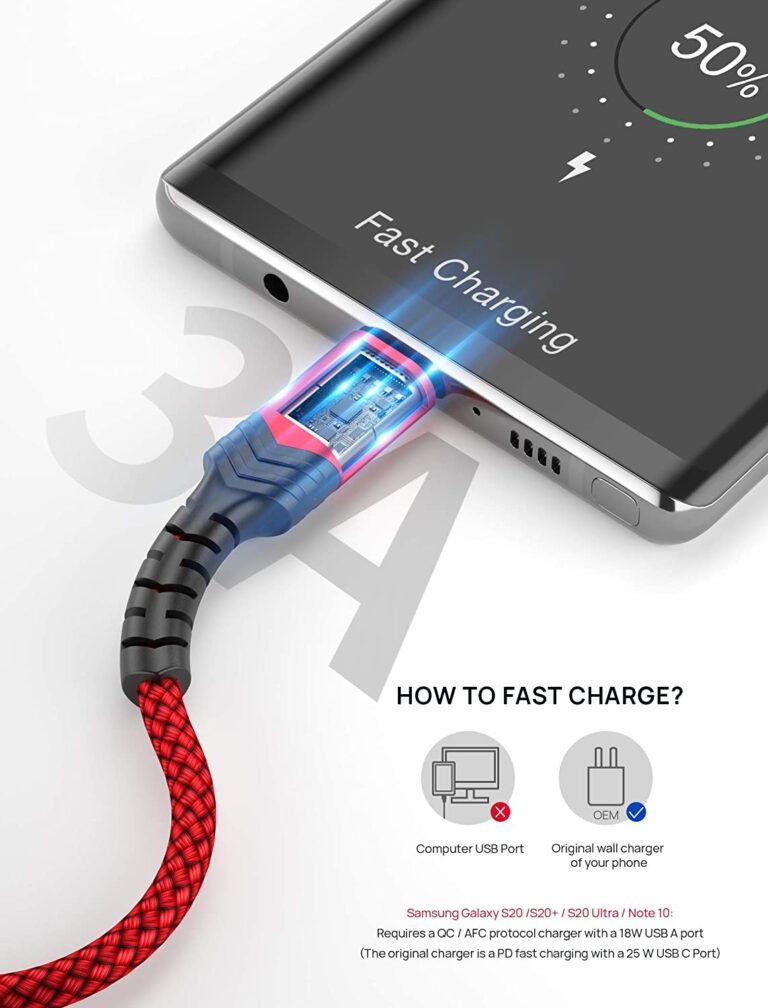 50%
Fast Charging
3A
HOW TO FAST CHARGE?
OEM
Computer USB Port
Original wall charger
of your phone
Samsung Galaxy S20 /S20+ / S20 Ultra / Note 10:
Requires a QC / AFC protocol charger with a 18W USB A port
(The original charger is a PD fast charging with a 25 W USB C Port)